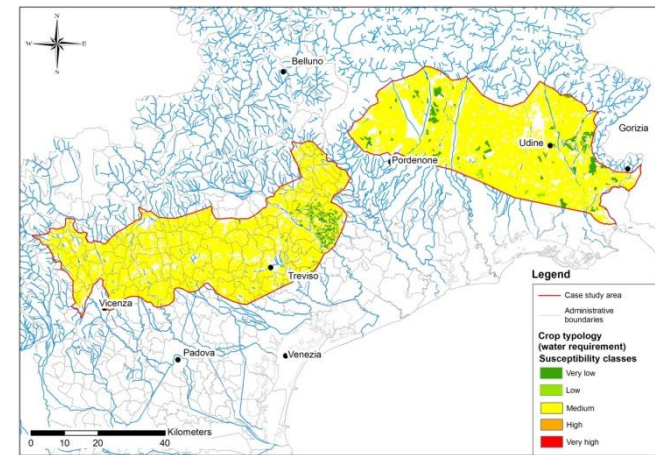 N
W E
S
Belluno
Gorizia
Udine
Pordenone
Treviso
Vicenza
Padova
Venezia
Legend
Case study area
Administrative
boundaries
Crop typology
(water requirement)
Susceptibility classes
Very low
Low
Medium
High
Very high
Kilometers
0 10 20 40